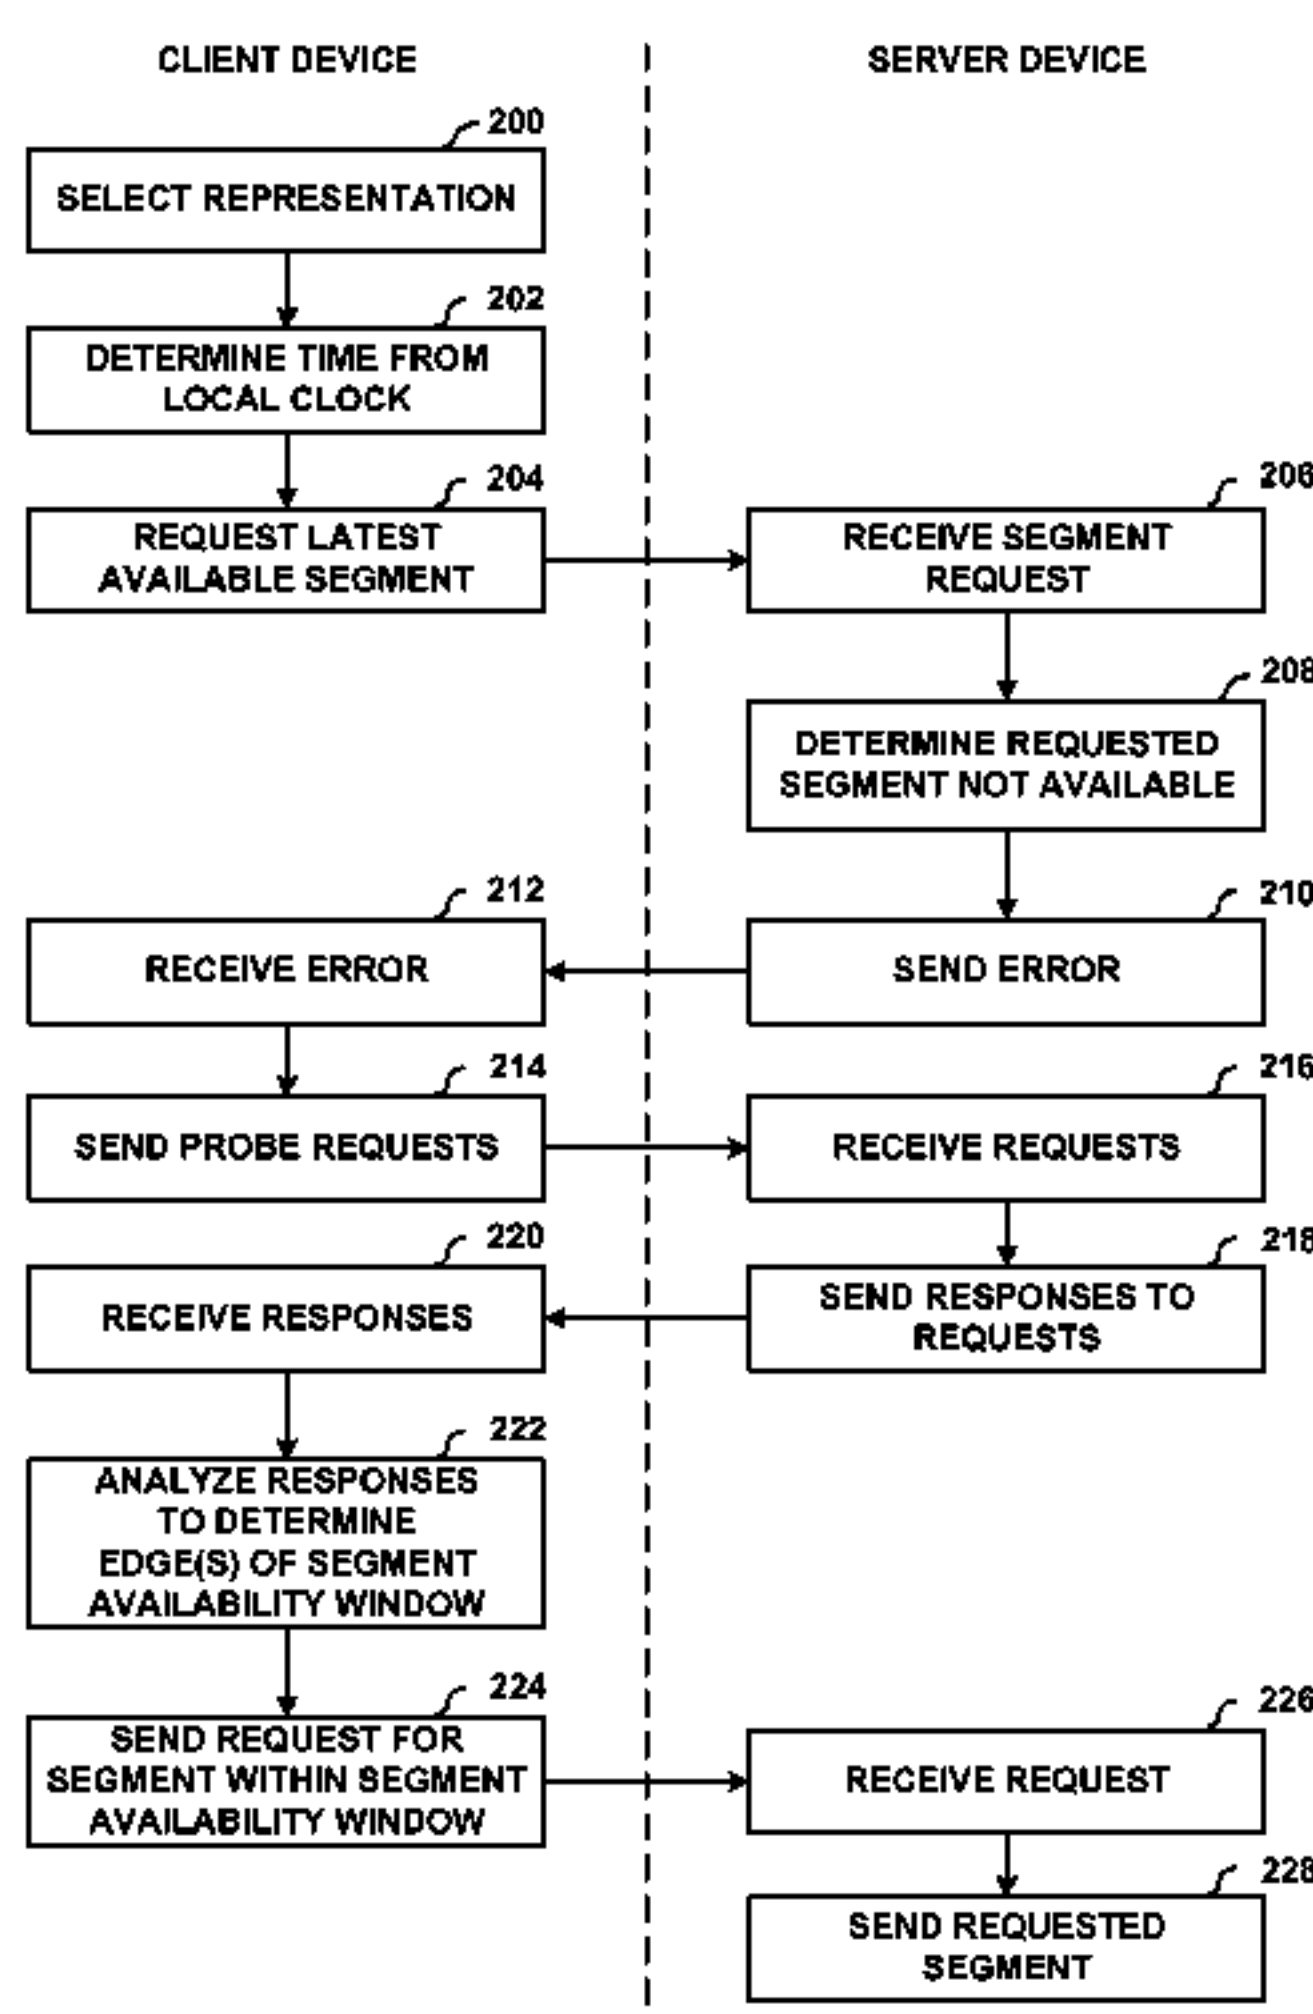 CLIENT DEVICE
SERVER DEVICE
200
SELECT REPRESENTATION
202
DETERMINE TIME FROM
LOCAL CLOCK
204
REQUEST LATEST
AVAILABLE SEGMENT
206
RECEIVE SEGMENT
REQUEST
208
DETERMINE REQUESTED
SEGMENT NOT AVAILABLE
210
SEND ERROR
212
RECEIVE ERROR
214
SEND PROBE REQUESTS
216
RECEIVE REQUESTS
218
SEND RESPONSES TO
REQUESTS
220
RECEIVE RESPONSES
222
ANALYZE RESPONSES
TO DETERMINE
EDGE(S) OF SEGMENT
AVAILABILITY WINDOW
224
SEND REQUEST FOR
SEGMENT WITHIN SEGMENT
AVAILABILITY WINDOW
226
RECEIVE REQUEST
228
SEND REQUESTED
SEGMENT